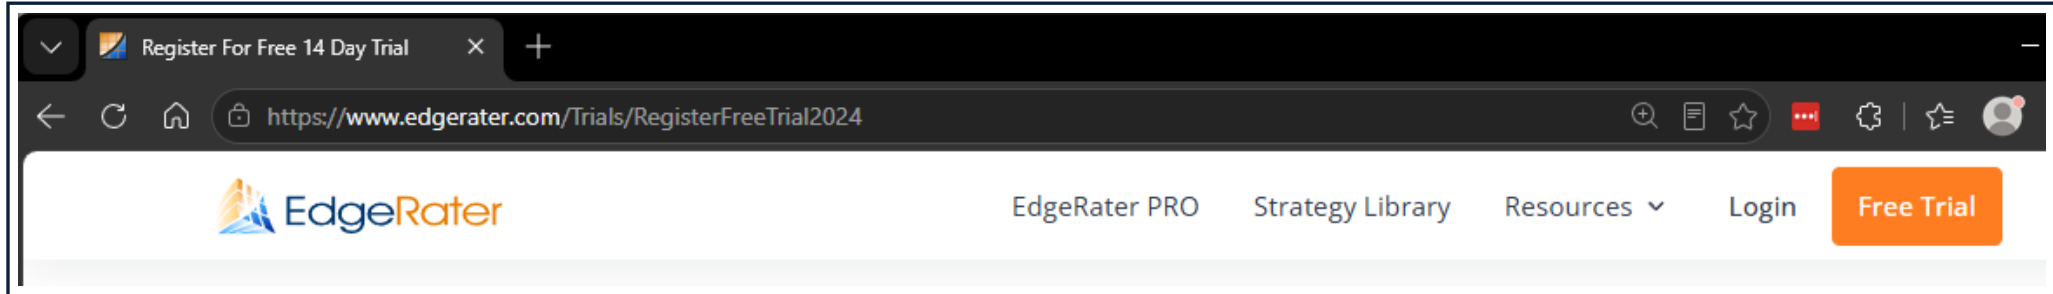 Register For Free 14 Day Trial
https://www.edgerater.com/Trials/RegisterFreeTrial2024
EdgeRater EdgeRater PRO Strategy Library Resources Login Free Trial